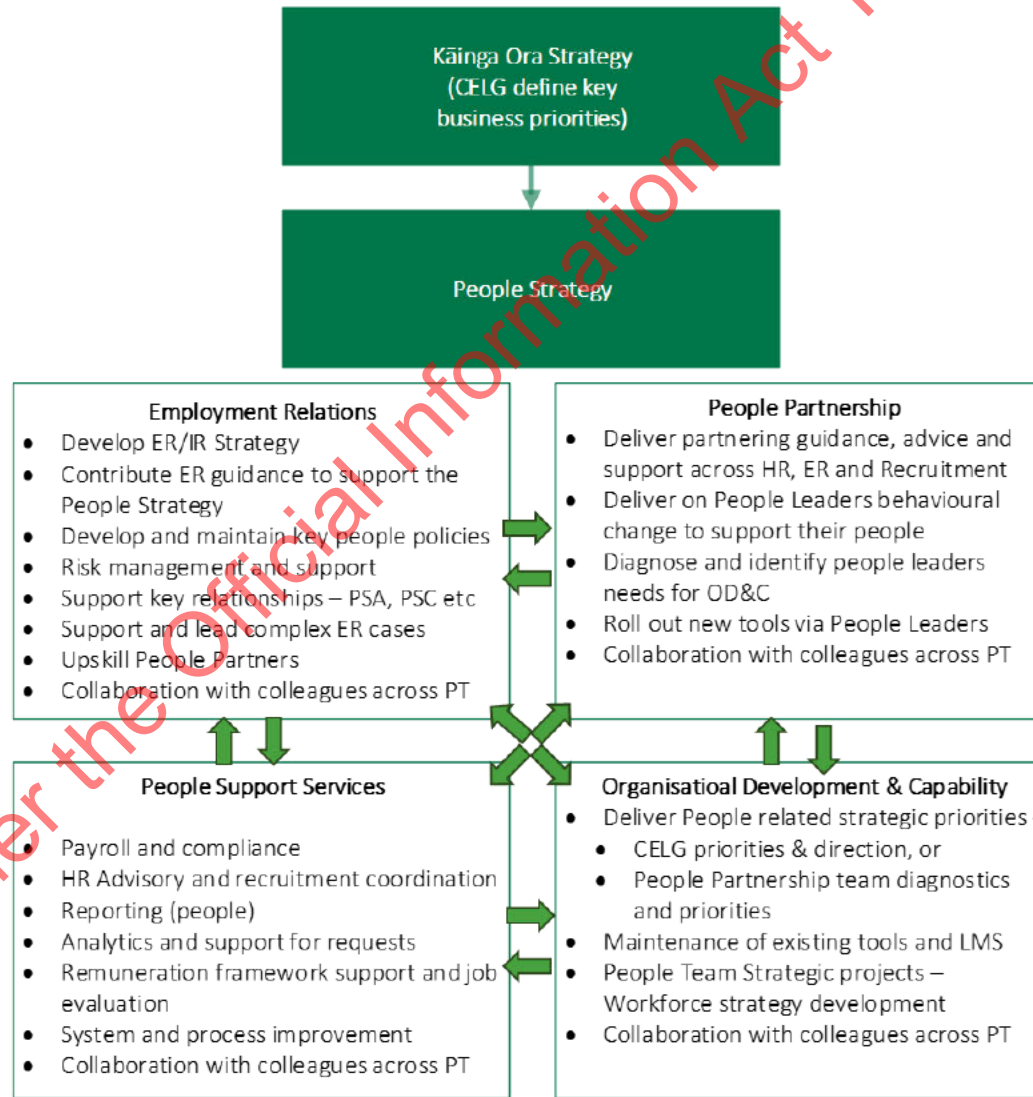 Kāinga Ora Strategy
(CELG define key
business priorities)
People Strategy
Employment Relations
• Develop ER/IR Strategy
• Contribute ER guidance to support the
People Strategy
• Develop and maintain key people policies
• Risk management and support
• Support key relationships – PSA, PSC etc
• Support and lead complex ER cases
• Upskill People Partners
• Collaboration with colleagues across PT
People Partnership
• Deliver partnering guidance, advice and
support across HR, ER and Recruitment
• Deliver on People Leaders behavioural
change to support their people
• Diagnose and identify people leaders
needs for OD&C
• Roll out new tools via People Leaders
• Collaboration with colleagues across PT
People Support Services
• Payroll and compliance
• HR Advisory and recruitment coordination
• Reporting (people)
• Analytics and support for requests
• Remuneration framework support and job
evaluation
• System and process improvement
• Collaboration with colleagues across PT
Organisatioal Development & Capability
• Deliver People related strategic priorities -
• CELG priorities & direction, or
• People Partnership team diagnostics
and priorities
• Maintenance of existing tools and LMS
• People Team Strategic projects –
Workforce strategy development
• Collaboration with colleagues across PT
the Official Information Act